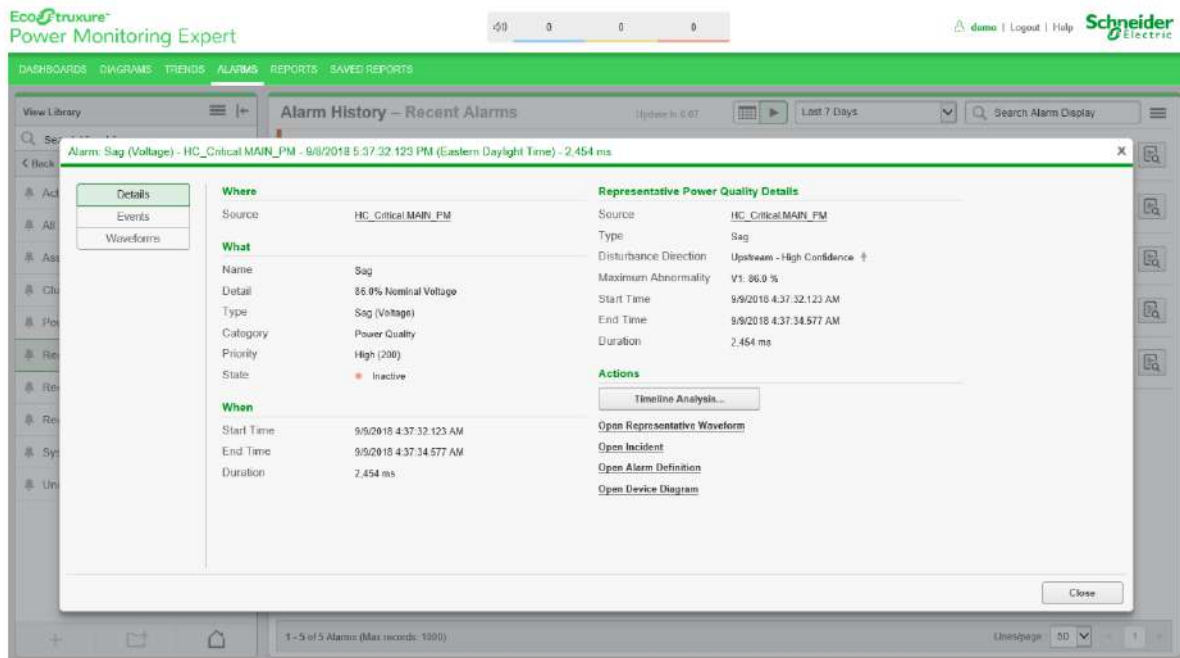 EcoStruxure™
Power Monitoring Expert
0 0 0
demo | Logout | Help
Schneider Electric
DASHBOARDS DIAGRAMS TRENDS ALARMS REPORTS SAVED REPORTS
View Library
Alarm History – Recent Alarms
Update in 0:07
Last 7 Days
Search Alarm Display
Back
Alarm: Sag (Voltage) - HC_Critical MAIN_PM - 9/8/2018 5:37:32.123 PM (Eastern Daylight Time) - 2,454 ms
X
Details
Events
Waveforms
Where
Source HC_Critical.MAIN_PM
What
Name Sag
Detail 86.0% Nominal Voltage
Type Sag (Voltage)
Category Power Quality
Priority High (200)
State Inactive
When
Start Time 9/9/2018 4:37:32.123 AM
End Time 9/9/2018 4:37:34.577 AM
Duration 2,454 ms
Representative Power Quality Details
Source HC_Critical.MAIN_PM
Type Sag
Disturbance Direction Upstream - High Confidence
Maximum Abnormality V1: 86.0 %
Start Time 9/9/2018 4:37:32.123 AM
End Time 9/9/2018 4:37:34.577 AM
Duration 2,454 ms
Actions
Timeline Analysis...
Open Representative Waveform
Open Incident
Open Alarm Definition
Open Device Diagram
Close
1 - 5 of 5 Alarms (Max records: 1000)
Lines/page: 50
1